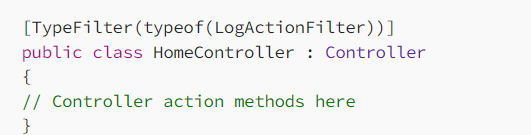 [TypeFilter(typeof(LogActionFilter))]
public class HomeController : Controller
{
// Controller action methods here
}